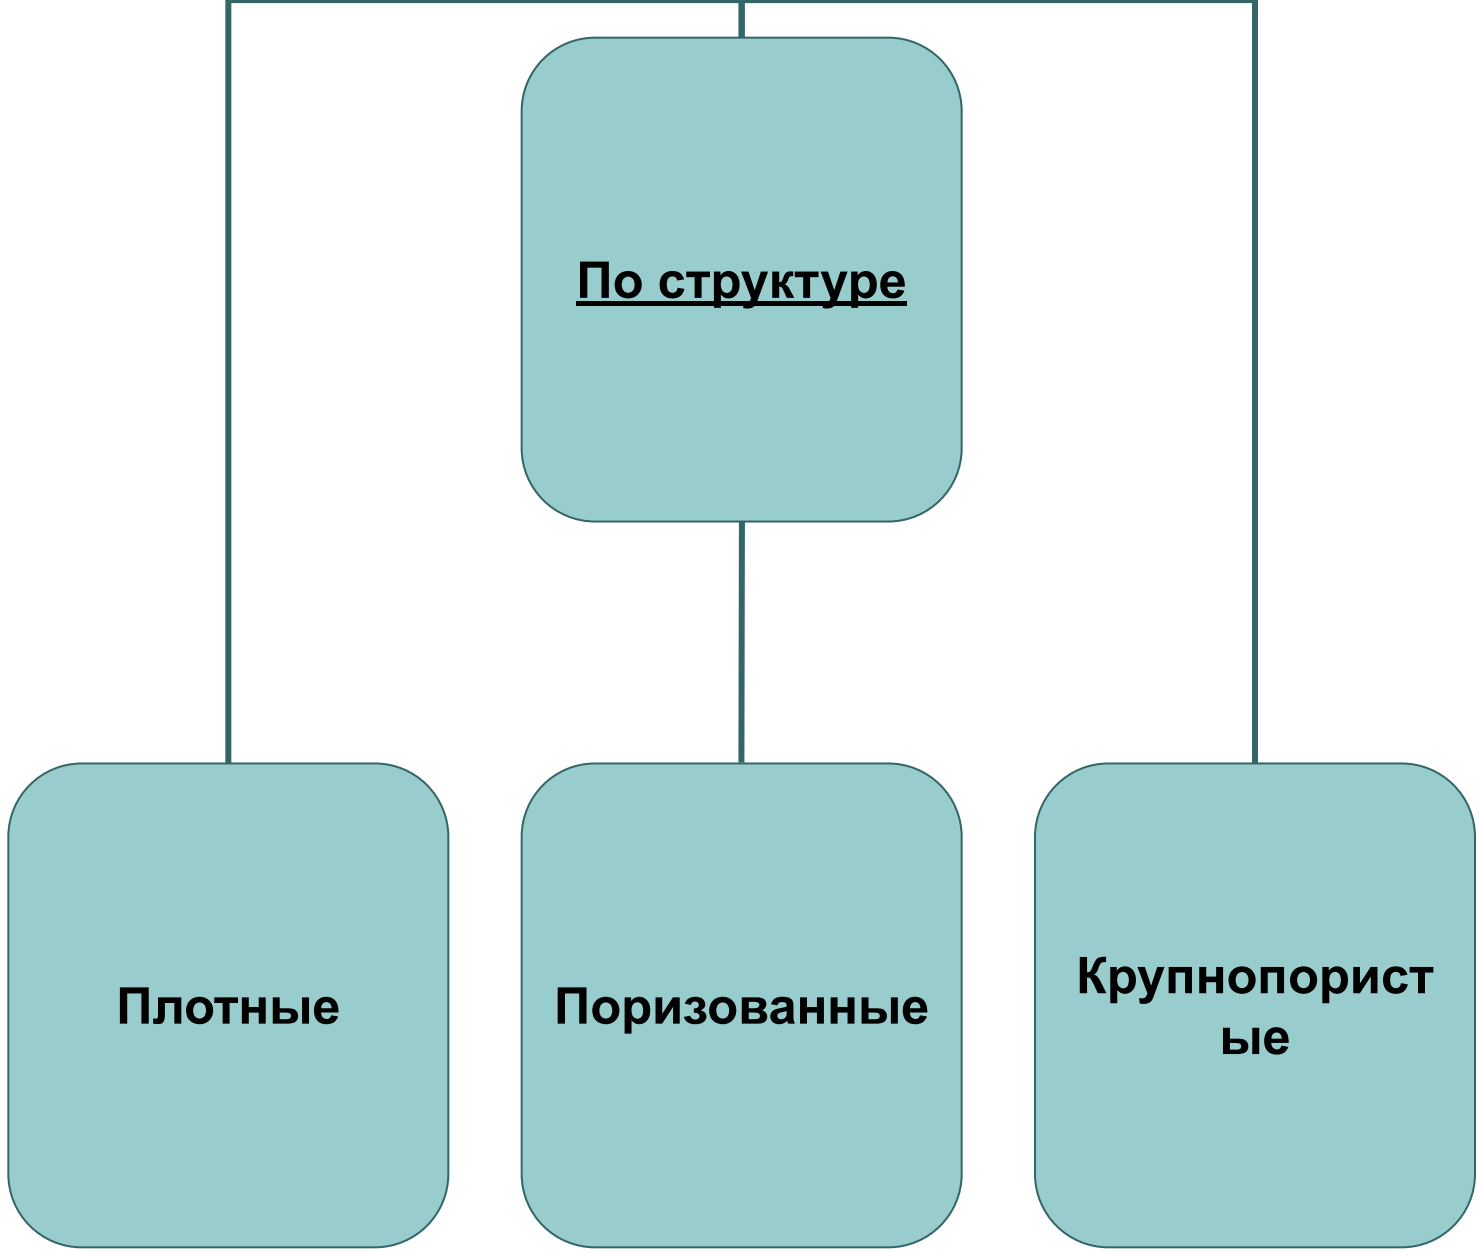 По структуре
Плотные
Поризованные
Крупнопорист
ые